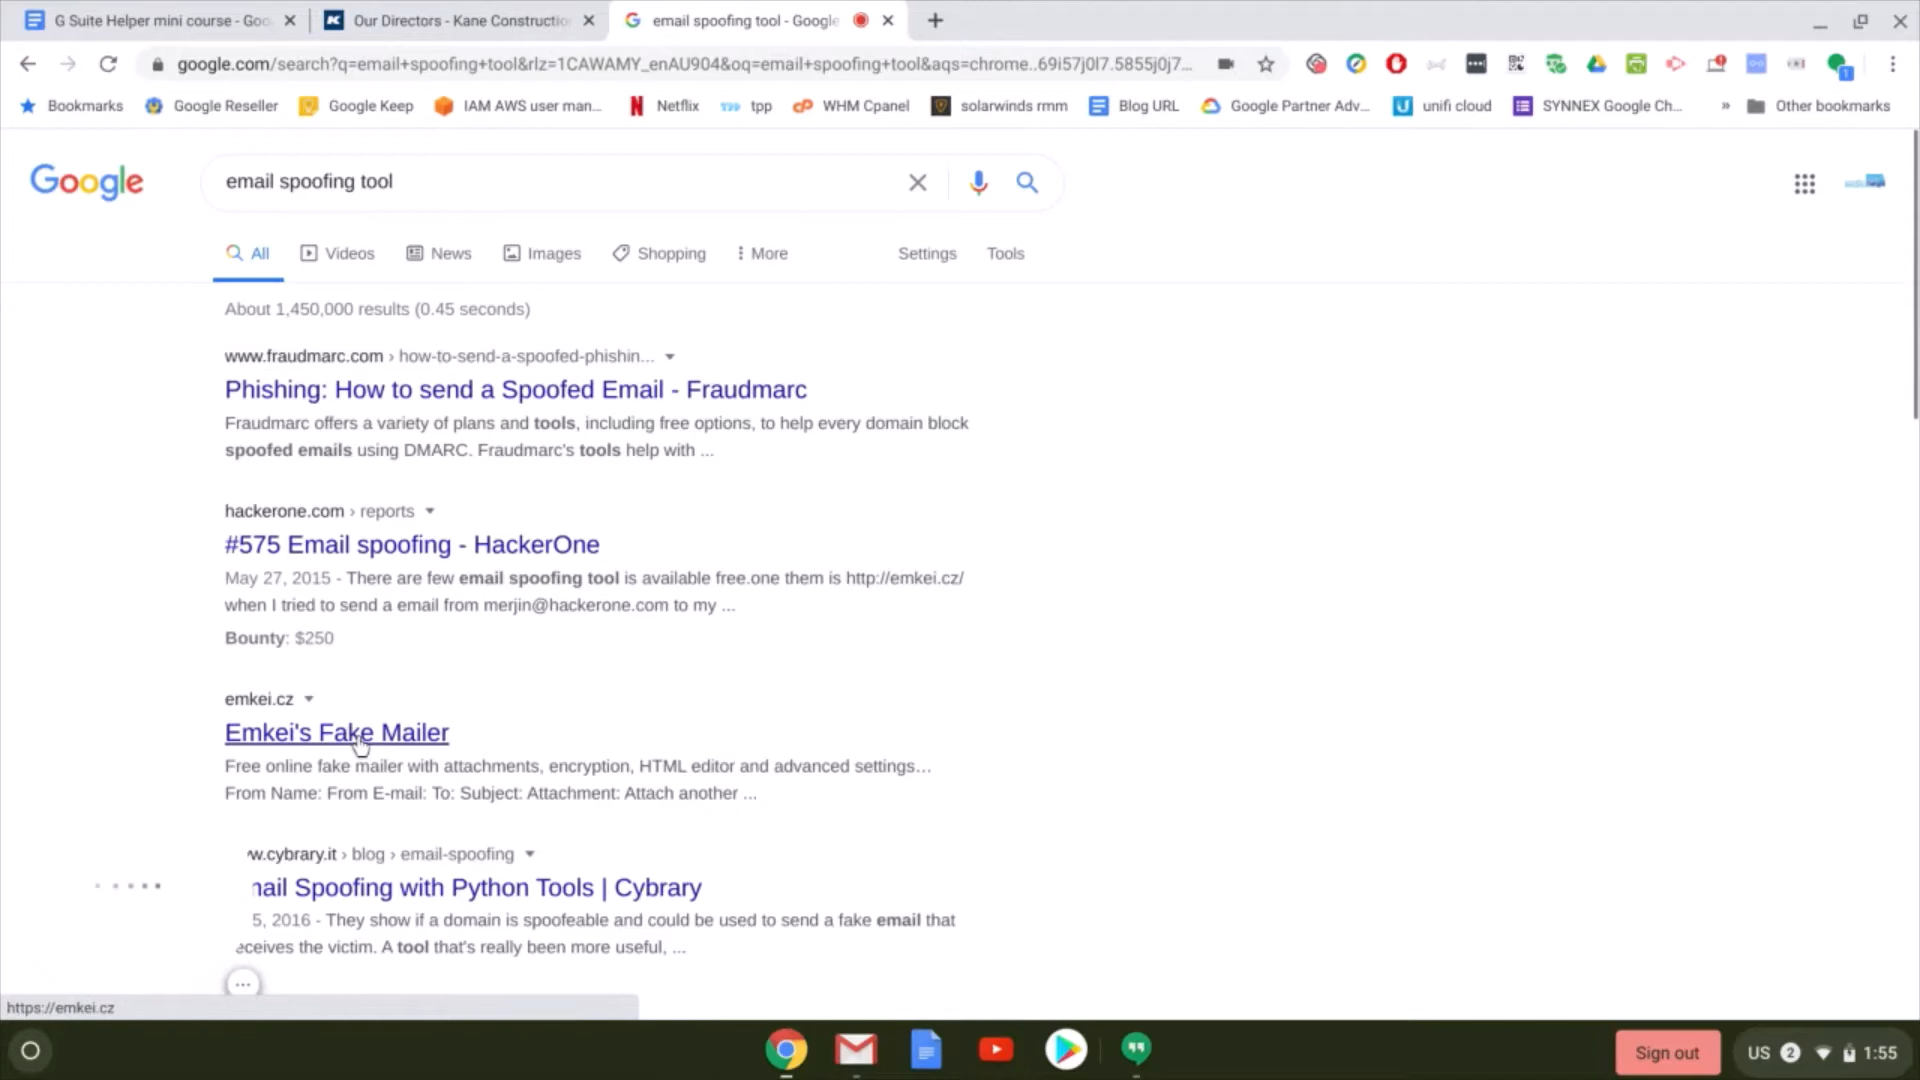 G Suite Helper mini course - Goo
Our Directors - Kane Constructio
email spoofing tool - Google
google.com/search?q=email+spoofing+tool&rlz=1CAWAMY_enAU904&oq=email+spoofing+tool&aqs=chrome..69i57j0l7.5855j0j7...
Bookmarks Google Reseller Google Keep IAM AWS user man... Netflix tpp WHM Cpanel solarwinds rmm Blog URL Google Partner Adv... unifi cloud SYNNEX Google Ch... » Other bookmarks
Google
email spoofing tool
All Videos News Images Shopping More Settings Tools
About 1,450,000 results (0.45 seconds)
www.fraudmarc.com › how-to-send-a-spoofed-phishin...
Phishing: How to send a Spoofed Email - Fraudmarc
Fraudmarc offers a variety of plans and tools, including free options, to help every domain block
spoofed emails using DMARC. Fraudmarc's tools help with ...
hackerone.com › reports
#575 Email spoofing - HackerOne
May 27, 2015 - There are few email spoofing tool is available free.one them is http://emkei.cz/
when I tried to send a email from merjin@hackerone.com to my ...
Bounty: $250
emkei.cz
Emkei's Fake Mailer
Free online fake mailer with attachments, encryption, HTML editor and advanced settings...
From Name: From E-mail: To: Subject: Attachment: Attach another ...
w.cybrary.it › blog › email-spoofing
nail Spoofing with Python Tools | Cybrary
5, 2016 - They show if a domain is spoofeable and could be used to send a fake email that
eceives the victim. A tool that's really been more useful, ...
https://emkei.cz
Sign out
US 2 1:55